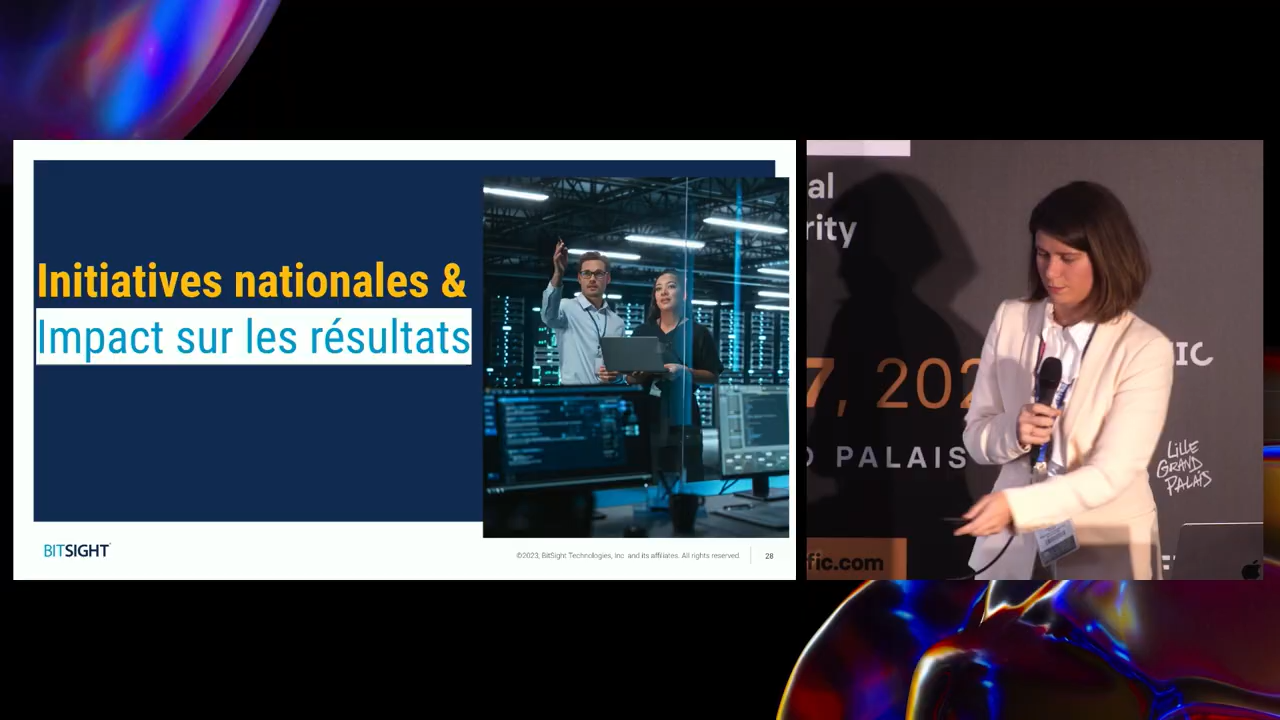 Initiatives nationales &
Impact sur les résultats
BITSIGHT
©2023, BitSight Technologies, Inc. and its affiliates. All rights reserved.
28
al
rity
7, 202
PALAIS
IC
LiLLE
GRAND
PALAIS
fic.com